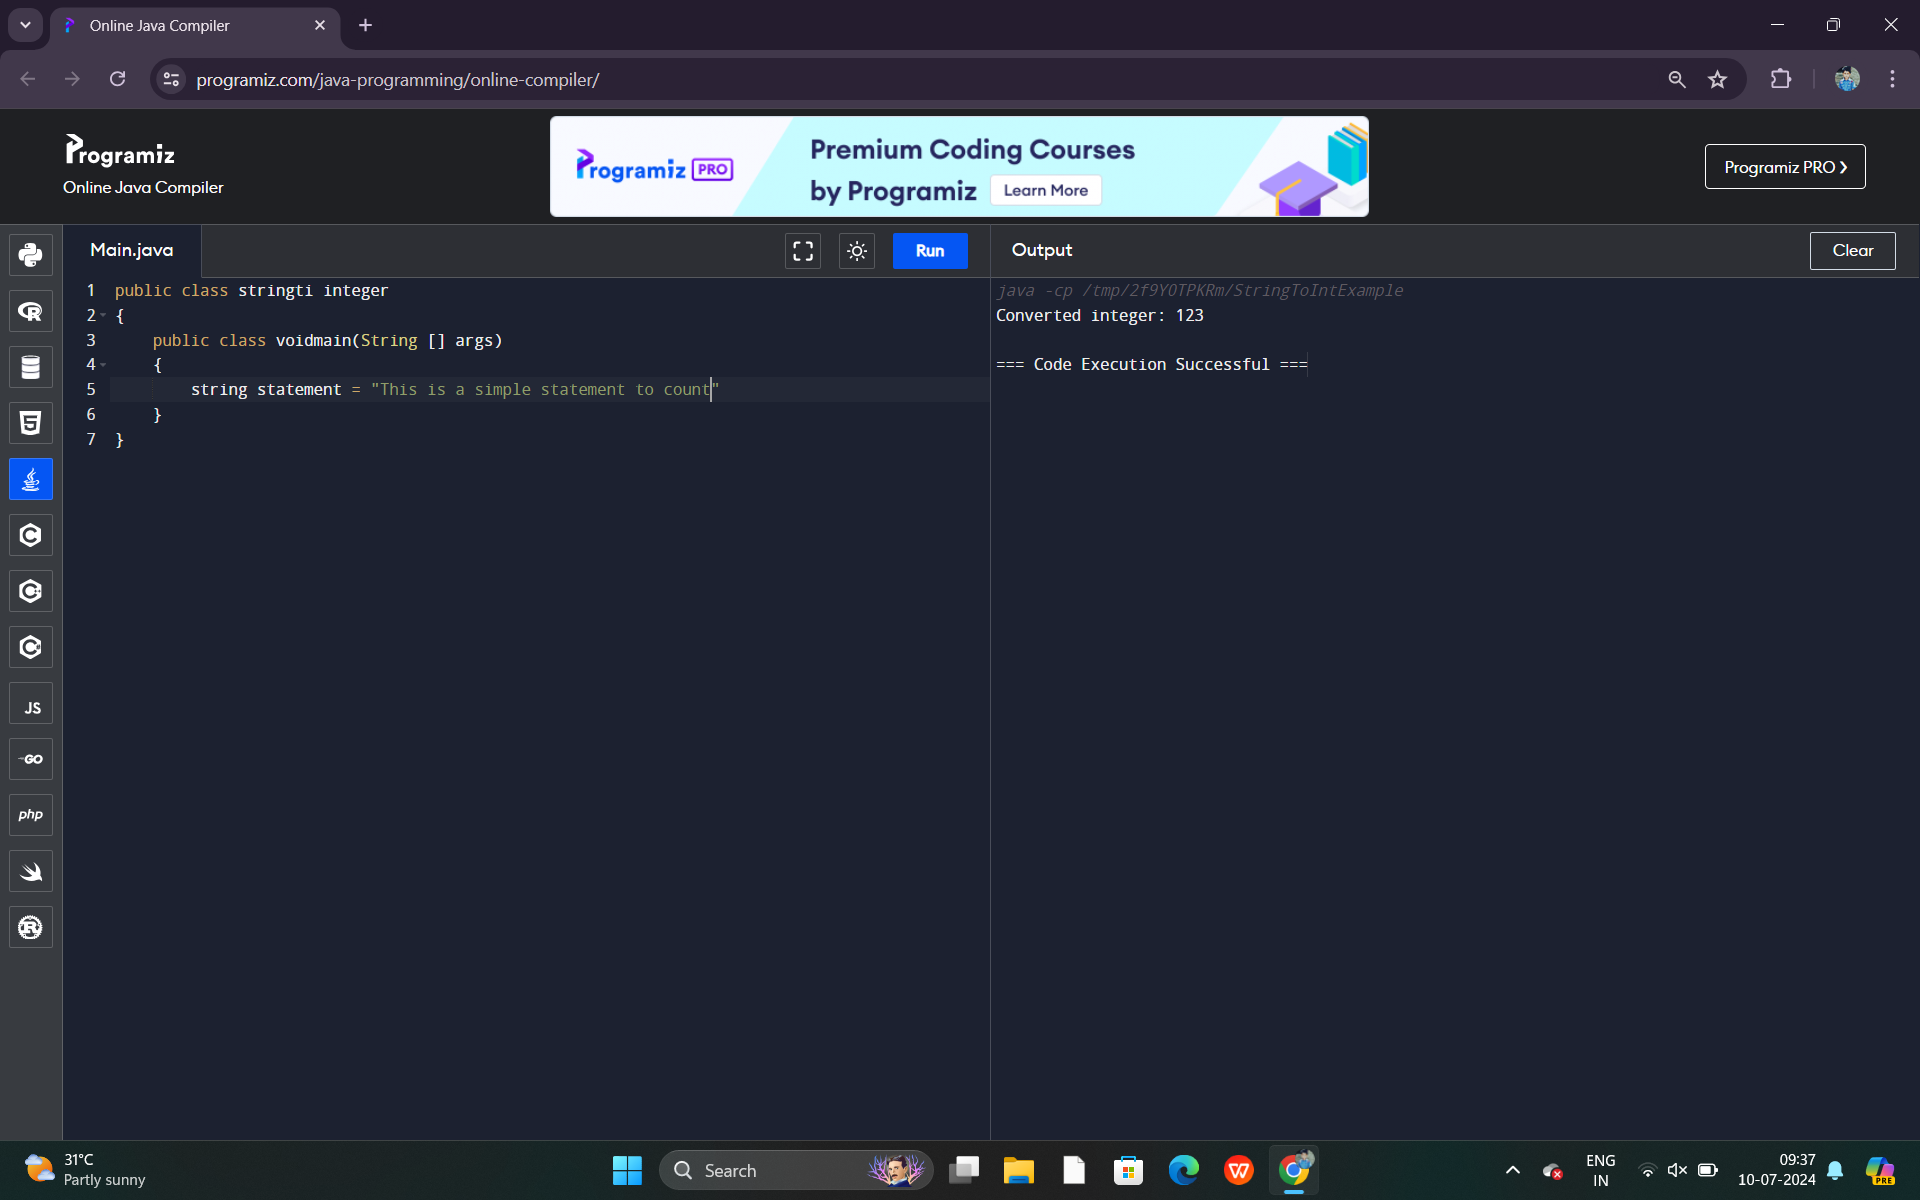 Online Java Compiler
programiz.com/java-programming/online-compiler/
Programiz
Online Java Compiler
Programiz PRO
Premium Coding Courses
by Programiz
Learn More
Programiz PRO ❯
Main.java
Run
Output
Clear
1 public class stringti integer
2 {
3 public class voidmain(String [] args)
4 {
5 string statement = "This is a simple statement to count"
6 }
7 }
java -cp /tmp/2f9YOTPKRm/StringToIntExample
Converted integer: 123
=== Code Execution Successful ===
R
5
C
C
C
JS
GO
php
R
31°C
Partly sunny
Search
W
ENG
IN
09:37
10-07-2024
PRE